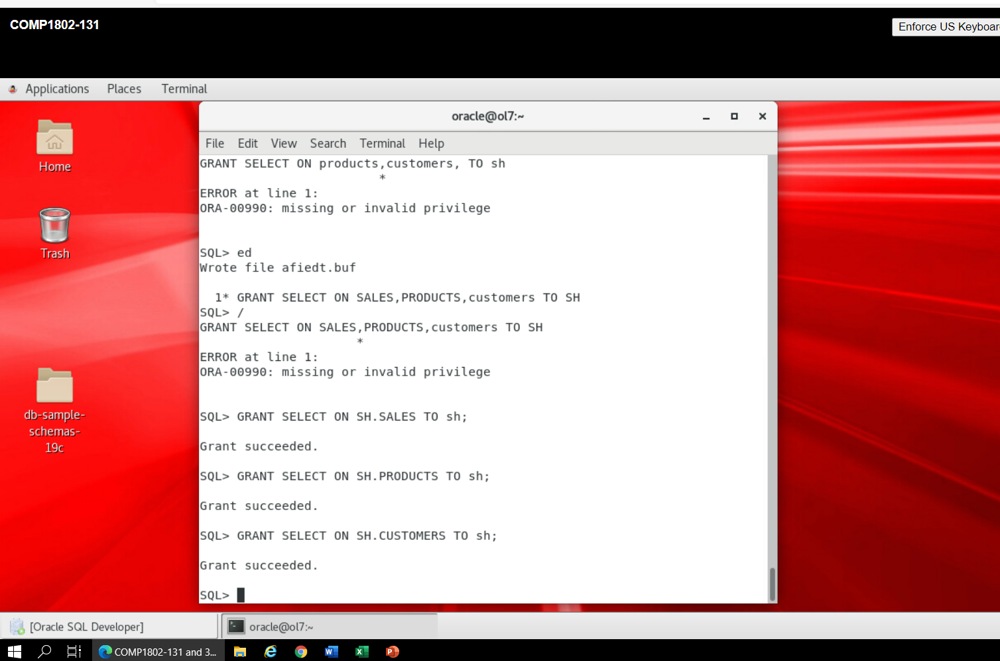 COMP1802-131
Enforce US Keyboar
Applications Places Terminal
oracle@ol7:~
File Edit View Search Terminal Help
Home
Trash
db-sample-
schemas-
19c
GRANT SELECT ON products,customers, TO sh
*
ERROR at line 1:
ORA-00990: missing or invalid privilege
SQL> ed
Wrote file afiedt.buf
1* GRANT SELECT ON SALES,PRODUCTS,customers TO SH
SQL> /
GRANT SELECT ON SALES,PRODUCTS,customers TO SH
*
ERROR at line 1:
ORA-00990: missing or invalid privilege
SQL> GRANT SELECT ON SH.SALES TO sh;
Grant succeeded.
SQL> GRANT SELECT ON SH.PRODUCTS TO sh;
Grant succeeded.
SQL> GRANT SELECT ON SH.CUSTOMERS TO sh;
Grant succeeded.
SQL>
[Oracle SQL Developer]
oracle@ol7:~
COMP1802-131 and 3...